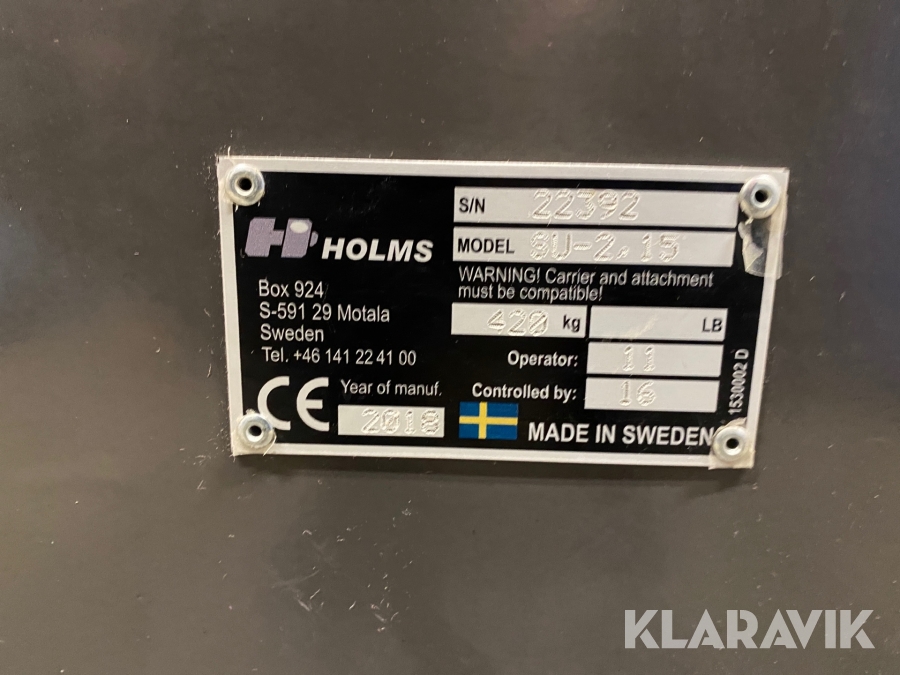 HOLMS
Box 924
S-591 29 Motala
Sweden
Tel. +46 141 22 41 00
CE
Year of manuf.
2018
S/N 22392
MODEL SU-2.15
WARNING! Carrier and attachment
must be compatible!
420 kg LB
Operator: 11
Controlled by: 16
MADE IN SWEDEN
1530002 D
KLARAVIK